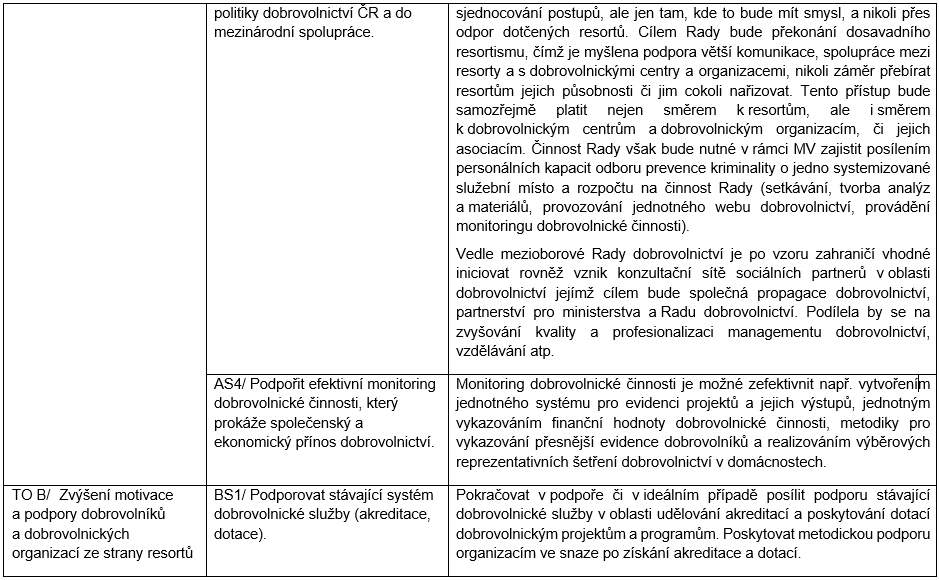 politiky dobrovolnictví ČR a do
mezinárodní spolupráce.
sjednocování postupů, ale jen tam, kde to bude mít smysl, a nikoli přes
odpor dotčených resortů. Cílem Rady bude překonání dosavadního
resortismu, čímž je myšlena podpora větší komunikace, spolupráce mezi
resorty a s dobrovolnickými centry a organizacemi, nikoli záměr přebírat
resortům jejich působnosti či jim cokoli nařizovat. Tento přístup bude
samozřejmě platit nejen směrem k resortům, ale i směrem
k dobrovolnickým centrům a dobrovolnickým organizacím, či jejich
asociacím. Činnost Rady však bude nutné v rámci MV zajistit posílením
personálních kapacit odboru prevence kriminality o jedno systemizované
služební místo a rozpočtu na činnost Rady (setkávání, tvorba analýz
a materiálů, provozování jednotného webu dobrovolnictví, provádění
monitoringu dobrovolnické činnosti).
Vedle mezioborové Rady dobrovolnictví je po vzoru zahraničí vhodné
iniciovat rovněž vznik konzultační sítě sociálních partnerů v oblasti
dobrovolnictví jejímž cílem bude společná propagace dobrovolnictví,
partnerství pro ministerstva a Radu dobrovolnictví. Podílela by se na
zvyšování kvality a profesionalizaci managementu dobrovolnictví,
vzdělávání atp.
AS4/ Podpořit efektivní monitoring
dobrovolnické činnosti, který
prokáže společenský a
ekonomický přínos dobrovolnictví.
Monitoring dobrovolnické činnosti je možné zefektivnit např. vytvořením
jednotného systému pro evidenci projektů a jejich výstupů, jednotným
vykazováním finanční hodnoty dobrovolnické činnosti, metodiky pro
vykazování přesnější evidence dobrovolníků a realizováním výběrových
reprezentativních šetření dobrovolnictví v domácnostech.
TO B/ Zvýšení motivace
a podpory dobrovolníků
a dobrovolnických
organizací ze strany resortů
BS1/ Podporovat stávající systém
dobrovolnické služby (akreditace,
dotace).
Pokračovat v podpoře či v ideálním případě posílit podporu stávající
dobrovolnické služby v oblasti udělování akreditací a poskytování dotací
dobrovolnickým projektům a programům. Poskytovat metodickou podporu
organizacím ve snaze po získání akreditace a dotací.